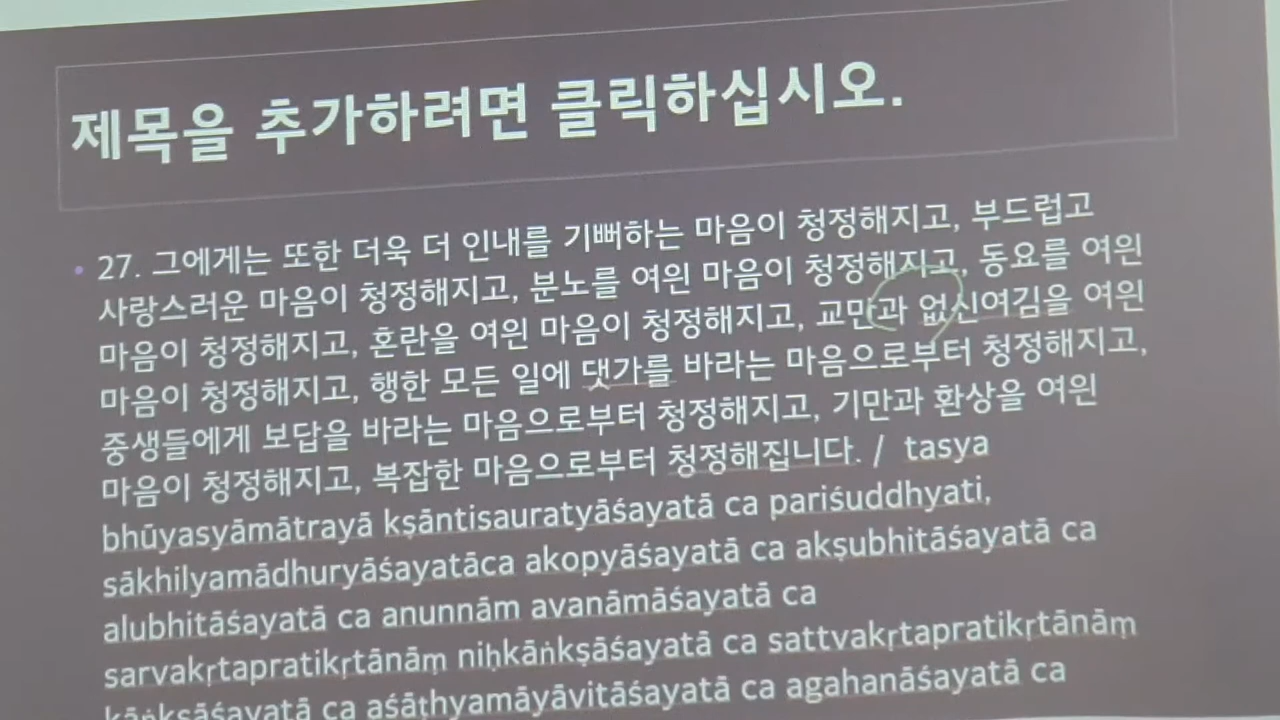 제목을 추가하려면 클릭하십시오.
• 27. 그에게는 또한 더욱 더 인내를 기뻐하는 마음이 청정해지고, 부드럽고
사랑스러운 마음이 청정해지고, 분노를 여윈 마음이 청정해지고, 동요를 여윈
마음이 청정해지고, 혼란을 여윈 마음이 청정해지고, 교만과 없신여김을 여윈
마음이 청정해지고, 행한 모든 일에 댓가를 바라는 마음으로부터 청정해지고,
중생들에게 보답을 바라는 마음으로부터 청정해지고, 기만과 환상을 여윈
마음이 청정해지고, 복잡한 마음으로부터 청정해집니다. / tasya
bhūyasyāmātrayā kṣāntisauratyāśayatā ca pariśuddhyati,
sākhilyamādhuryāśayatāca akopyāśayatā ca akṣubhitāśayatā ca
alubhitāśayatā ca anunnām avanāmāśayatā ca
sarvakṛtapratikṛtānāṃ niḥkāṅkṣāśayatā ca sattvakṛtapratikṛtānāṃ
kāṅkṣāśayatā ca aśāṭhyamāyāvitāśayatā ca agahanāśayatā ca